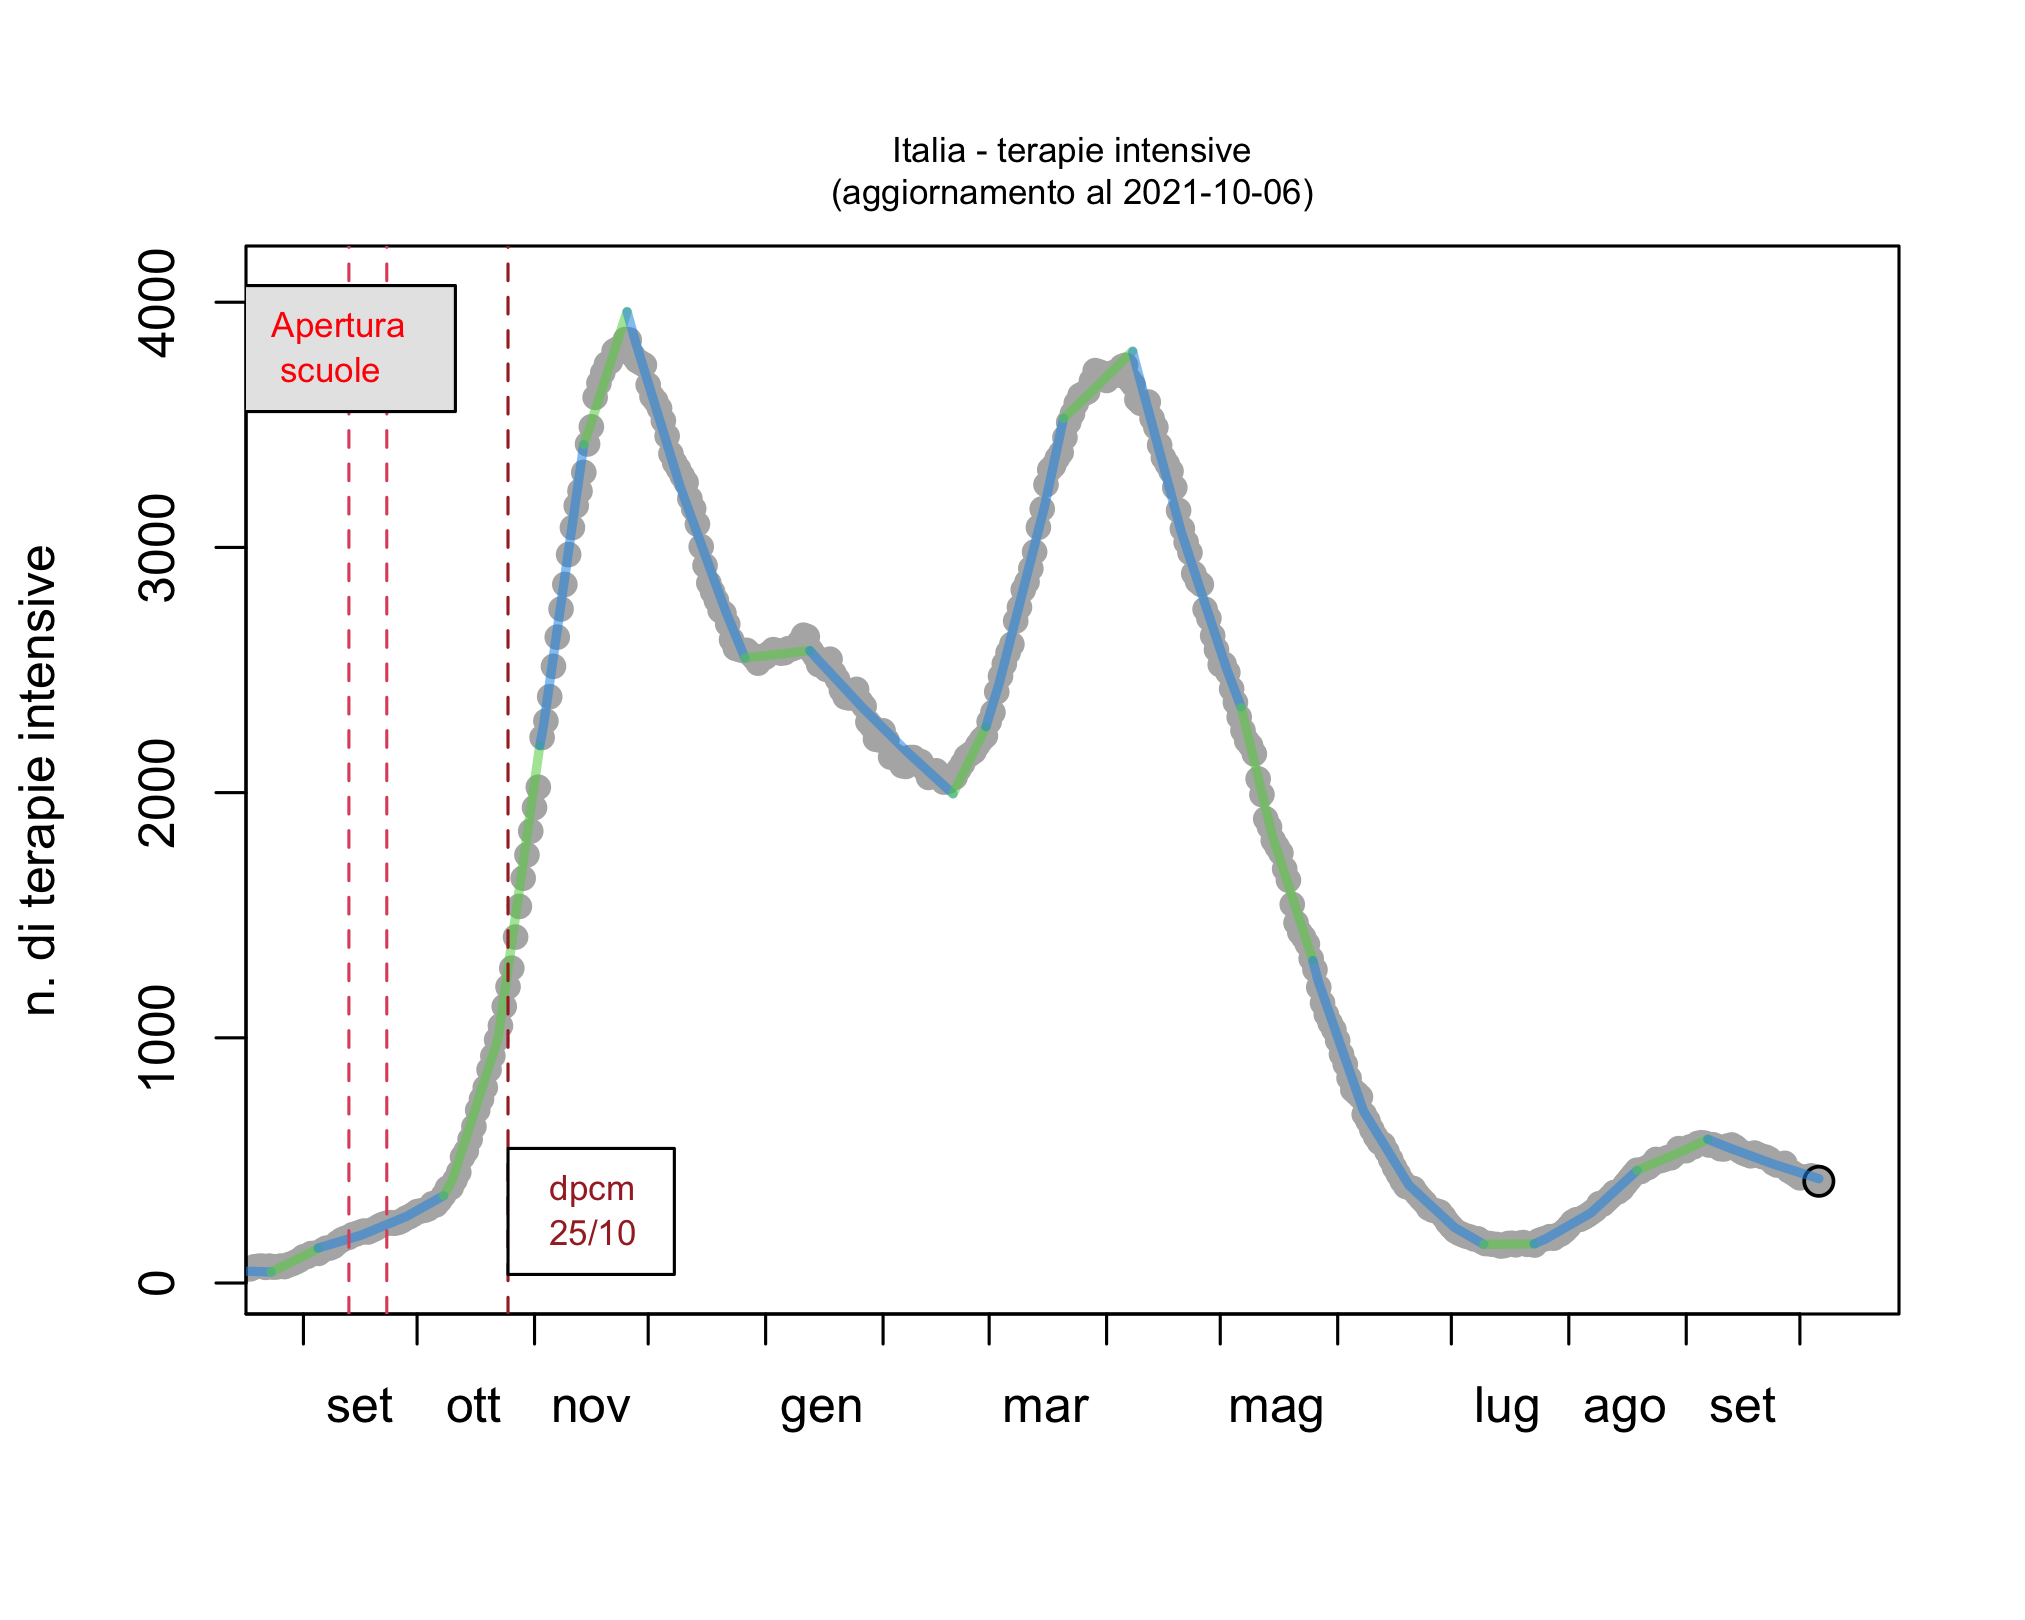 Italia - terapie intensive
(aggiornamento al 2021-10-06)
n. di terapie intensive
4000
3000
2000
1000
0
Apertura
scuole
dpcm
25/10
set ott nov gen mar mag lug ago set